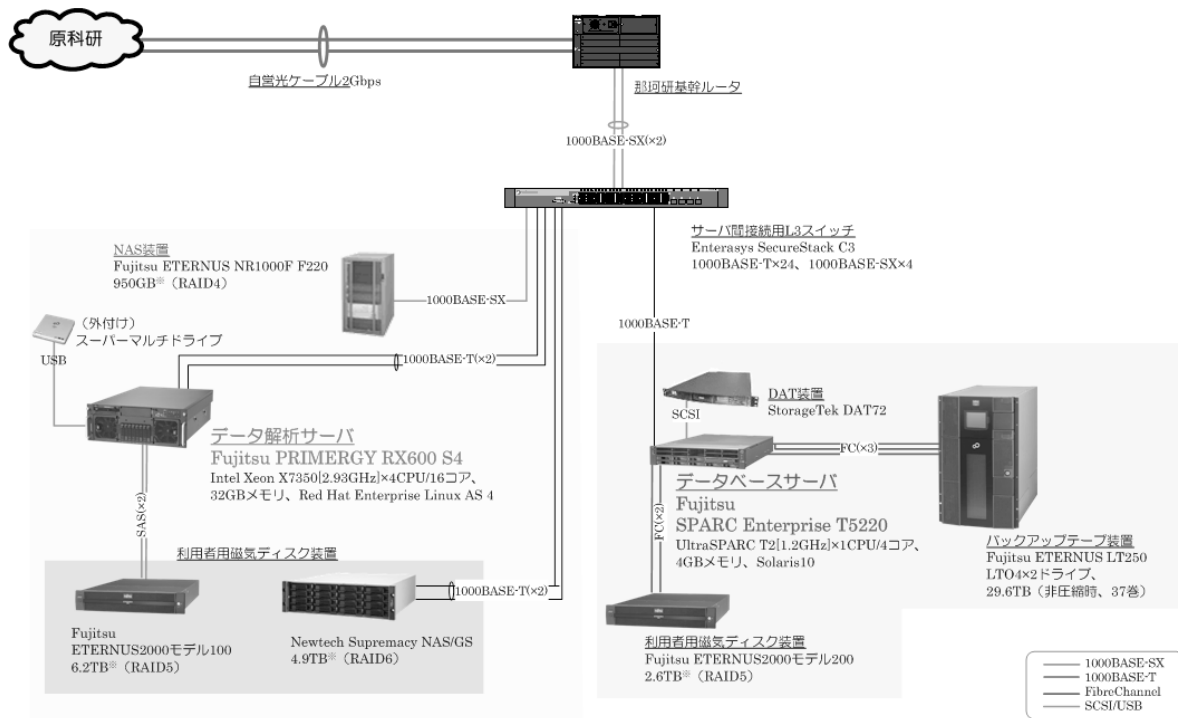 原科研
自営光ケーブル2Gbps
那珂研基幹ルータ
1000BASE-SX(×2)
サーバ間接続用L3スイッチ
Enterasys SecureStack C3
1000BASE-T×24、1000BASE-SX×4
NAS装置
Fujitsu ETERNUS NR1000F F220
950GB※（RAID4）
1000BASE-SX
（外付け）
スーパーマルチドライブ
USB
1000BASE-T(×2)
1000BASE-T
データ解析サーバ
Fujitsu PRIMERGY RX600 S4
Intel Xeon X7350[2.93GHz]×4CPU/16コア、
32GBメモリ、Red Hat Enterprise Linux AS 4
SAS(×2)
利用者用磁気ディスク装置
Fujitsu
ETERNUS2000モデル100
6.2TB※（RAID5）
1000BASE-T(×2)
Newtech Supremacy NAS/GS
4.9TB※（RAID6）
DAT装置
StorageTek DAT72
SCSI
FC(×3)
データベースサーバ
Fujitsu
SPARC Enterprise T5220
UltraSPARC T2[1.2GHz]×1CPU/4コア、
4GBメモリ、Solaris10
FC(×2)
バックアップテープ装置
Fujitsu ETERNUS LT250
LTO4×2ドライブ、
29.6TB（非圧縮時、37巻）
利用者用磁気ディスク装置
Fujitsu ETERNUS2000モデル200
2.6TB※（RAID5）
1000BASE-SX
1000BASE-T
FibreChannel
SCSI/USB